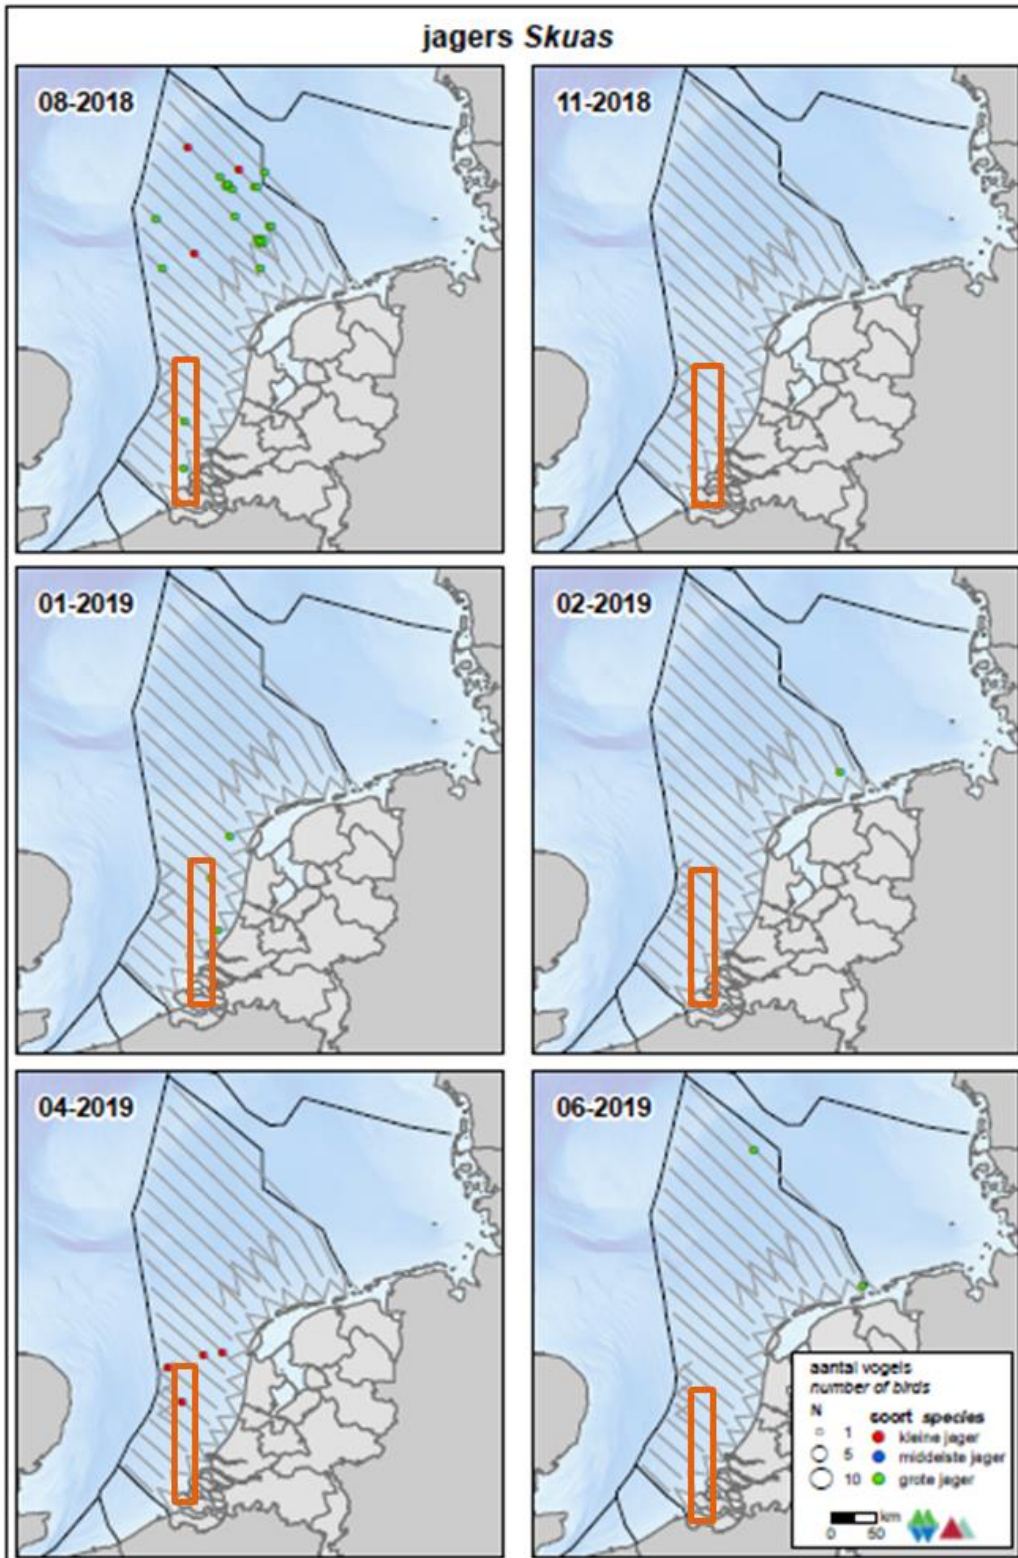 jagers Skuas
08-2018
11-2018
01-2019
02-2019
04-2019
06-2019
aantal vogels
number of birds
N soort species
1 kleine jager
5 middelste jager
10 grote jager
km
0 50